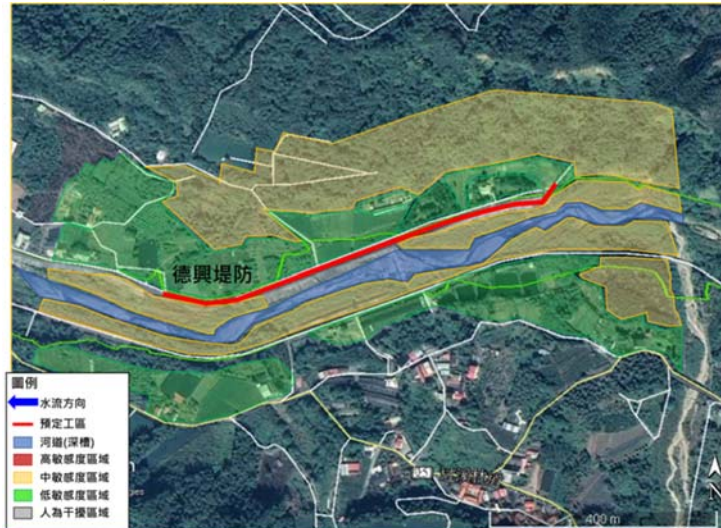 德興堤防
圖例
水流方向
預定工區
河道(深槽)
高敏感度區域
中敏感度區域
低敏感度區域
人為干擾區域
N
400 m